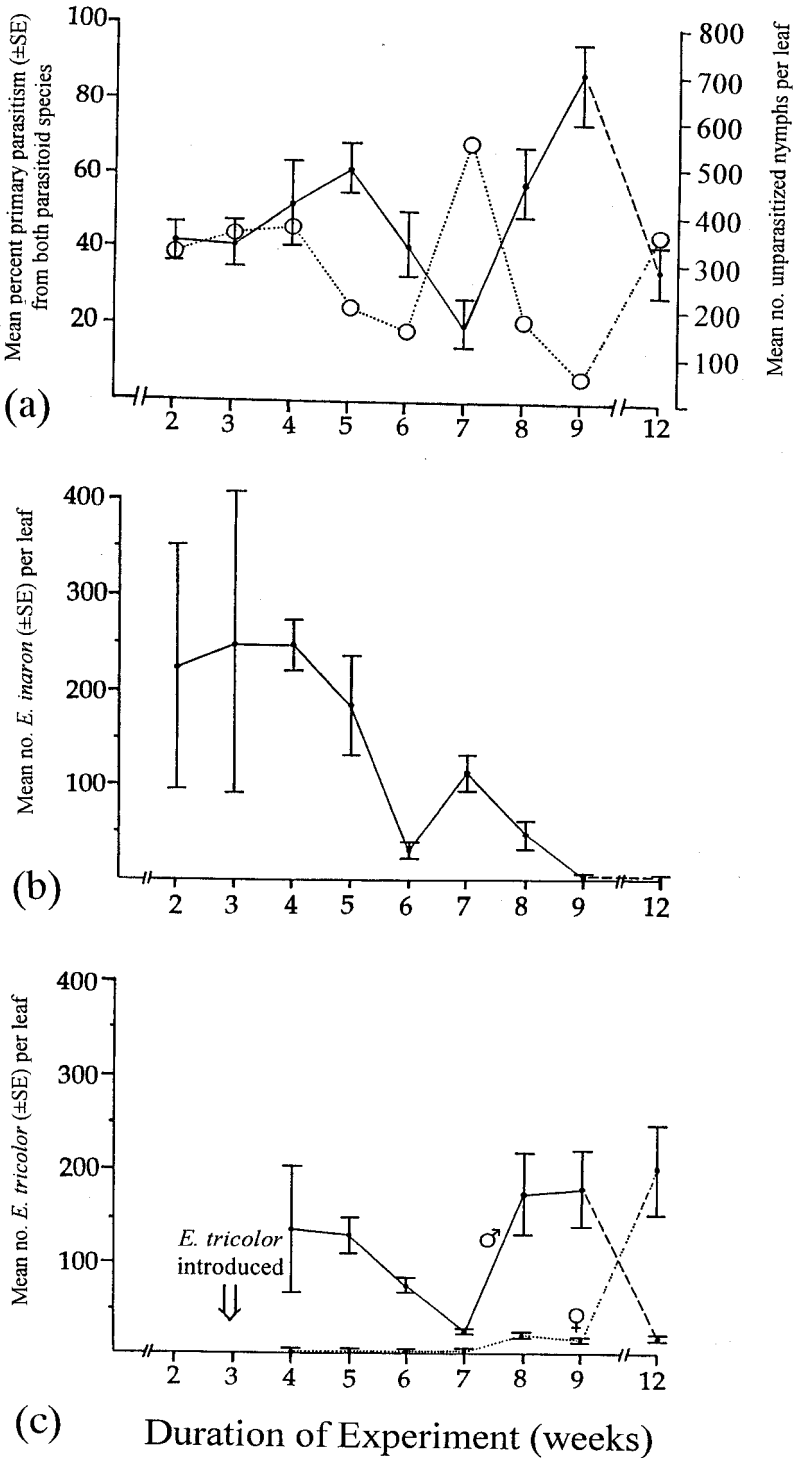 Mean percent primary parasitism (±SE)
from both parasitoid species
100
80
60
40
20
800
700
600
500
400
300
200
100
Mean no. unparasitized nymphs per leaf
(a)
2 3 4 5 6 7 8 9 12
Mean no. E. inaron (±SE) per leaf
400
300
200
100
(b)
2 3 4 5 6 7 8 9 12
Mean no. E. tricolor (±SE) per leaf
400
300
200
100
E. tricolor
introduced
♂
♀
2 3 4 5 6 7 8 9 12
(c)
Duration of Experiment (weeks)